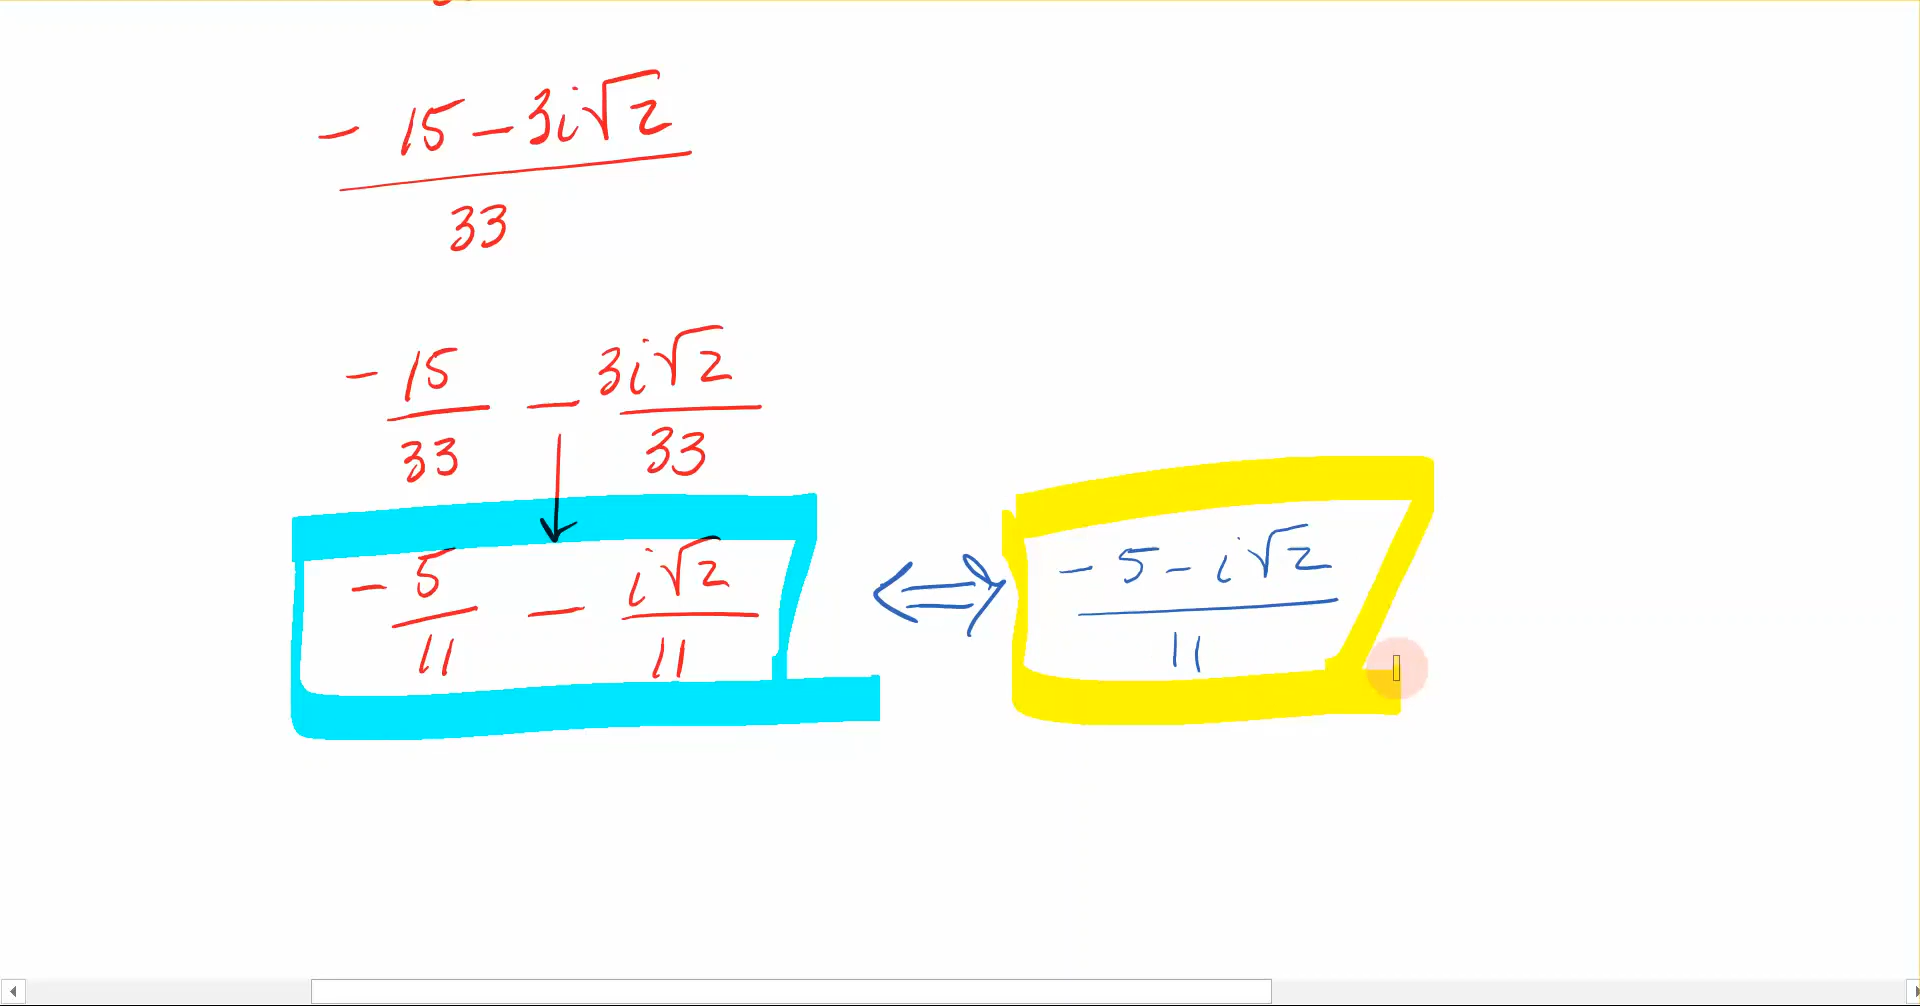 - 15 - 3i√2
33
- 15 - 3i√2
33 33
- 5 - i√2
11 11
⇔
- 5 - i√2
11